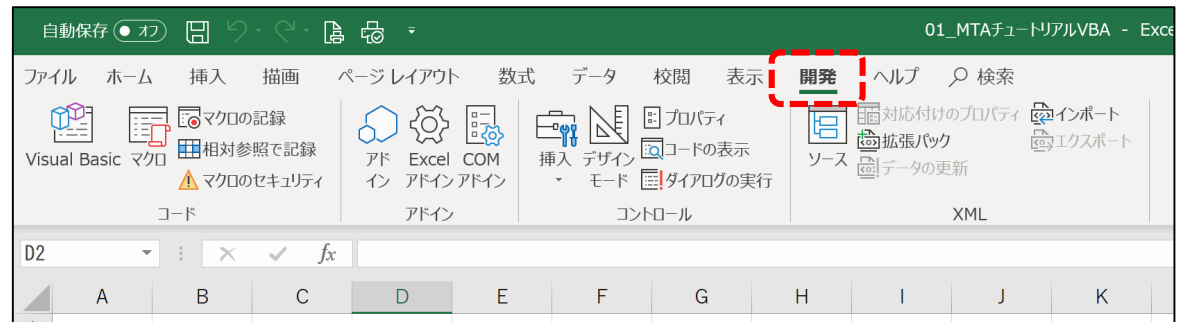 自動保存 オフ 01_MTAチュートリアルVBA - Exce
ファイル ホーム 挿入 描画 ページ レイアウト 数式 データ 校閲 表示 開発 ヘルプ 検索
Visual Basic マクロ
マクロの記録
相対参照で記録
マクロのセキュリティ
コード
アド
イン
Excel
アドイン
COM
アドイン
アドイン
挿入
デザイン
モード
プロパティ
コードの表示
ダイアログの実行
コントロール
ソース
対応付けのプロパティ
拡張パック
データの更新
インポート
エクスポート
XML
D2 fx
A B C D E F G H I J K